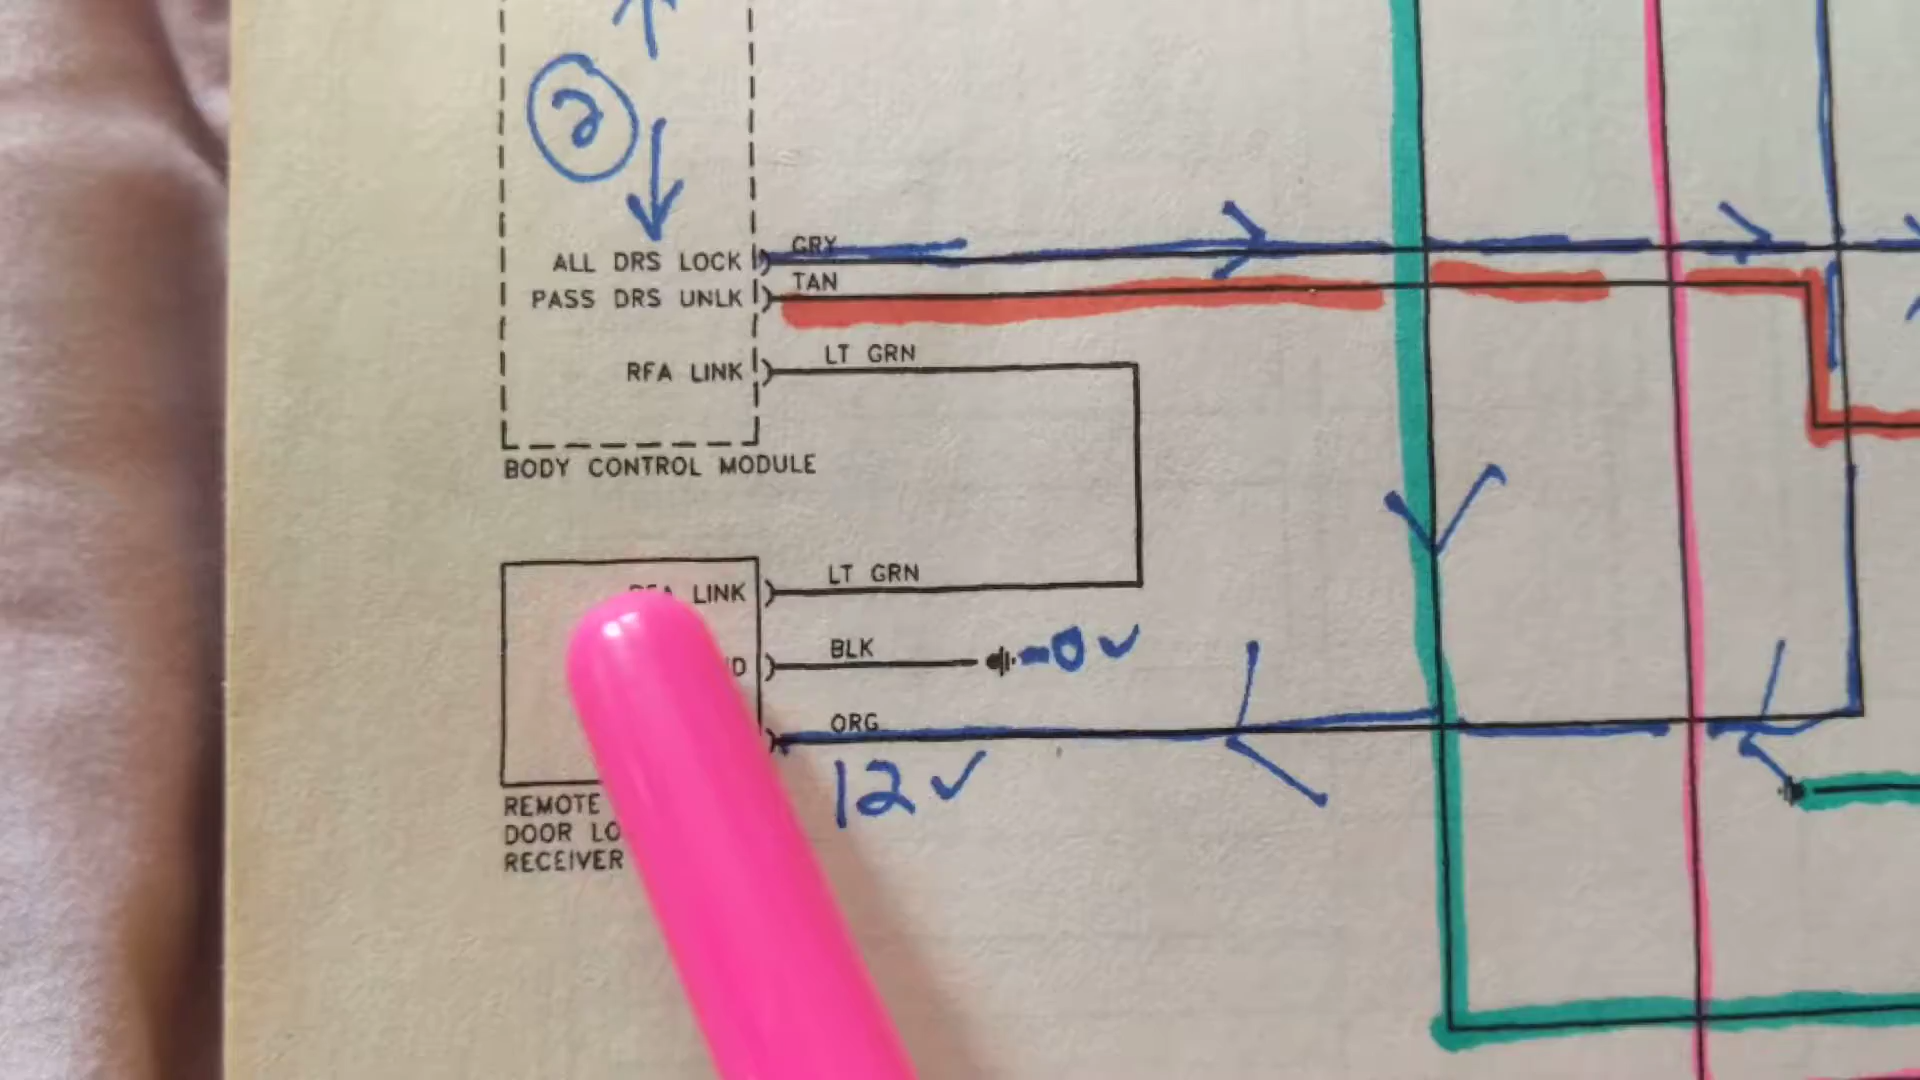 2
ALL DRS LOCK GRY
PASS DRS UNLK TAN
RFA LINK LT GRN
BODY CONTROL MODULE
LINK LT GRN
BLK 0v
ORG
12v
REMOTE
DOOR
RECEIVER